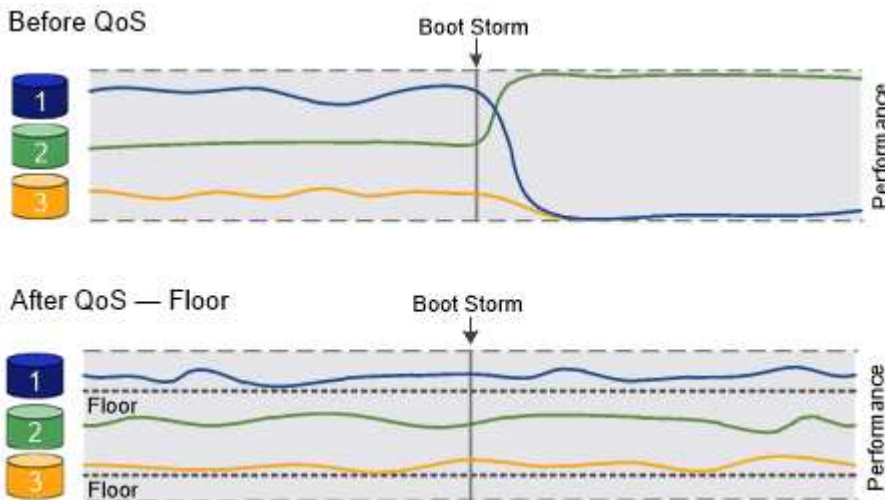 Before QoS
Boot Storm
1
2
3
Performance
After QoS — Floor
Boot Storm
1
Floor
2
3
Floor
Performance